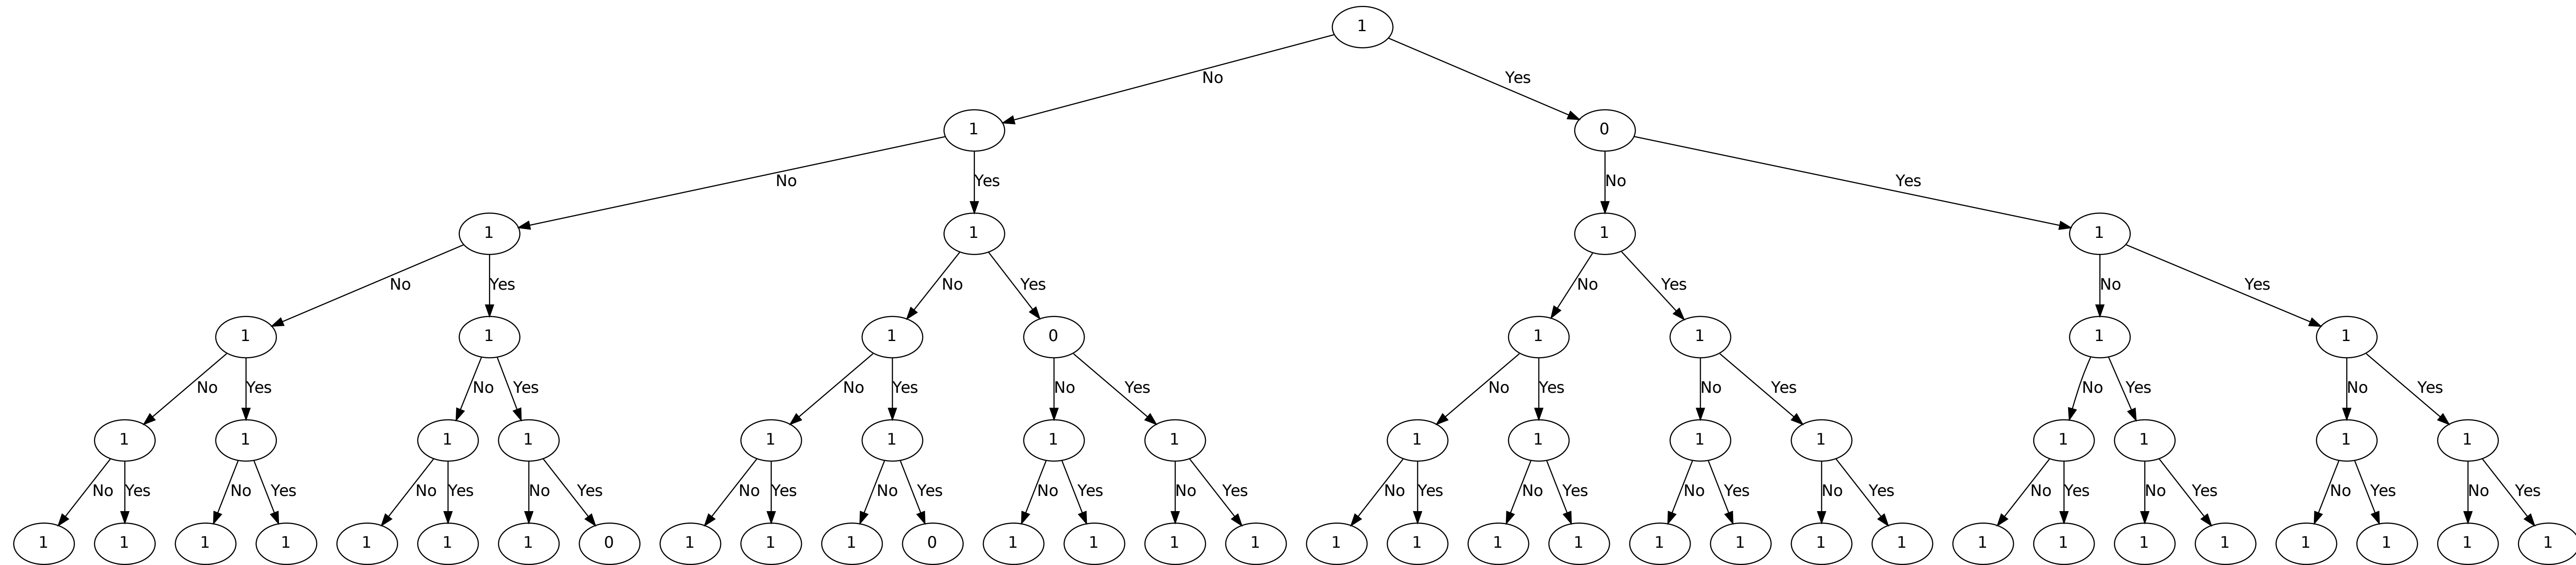 1
No Yes
1 0
No Yes No Yes
1 1 1 1
No Yes No Yes No Yes No Yes
1 1 1 0 1 1 1 1
No Yes No Yes No Yes No Yes No Yes No Yes No Yes No Yes
1 1 1 1 1 1 1 1 1 1 1 1 1 1 1 1
No Yes No Yes No Yes No Yes No Yes No Yes No Yes No Yes No Yes No Yes No Yes No Yes No Yes No Yes No Yes No Yes
1 1 1 1 1 1 1 0 1 1 1 0 1 1 1 1 1 1 1 1 1 1 1 1 1 1 1 1 1 1 1 1